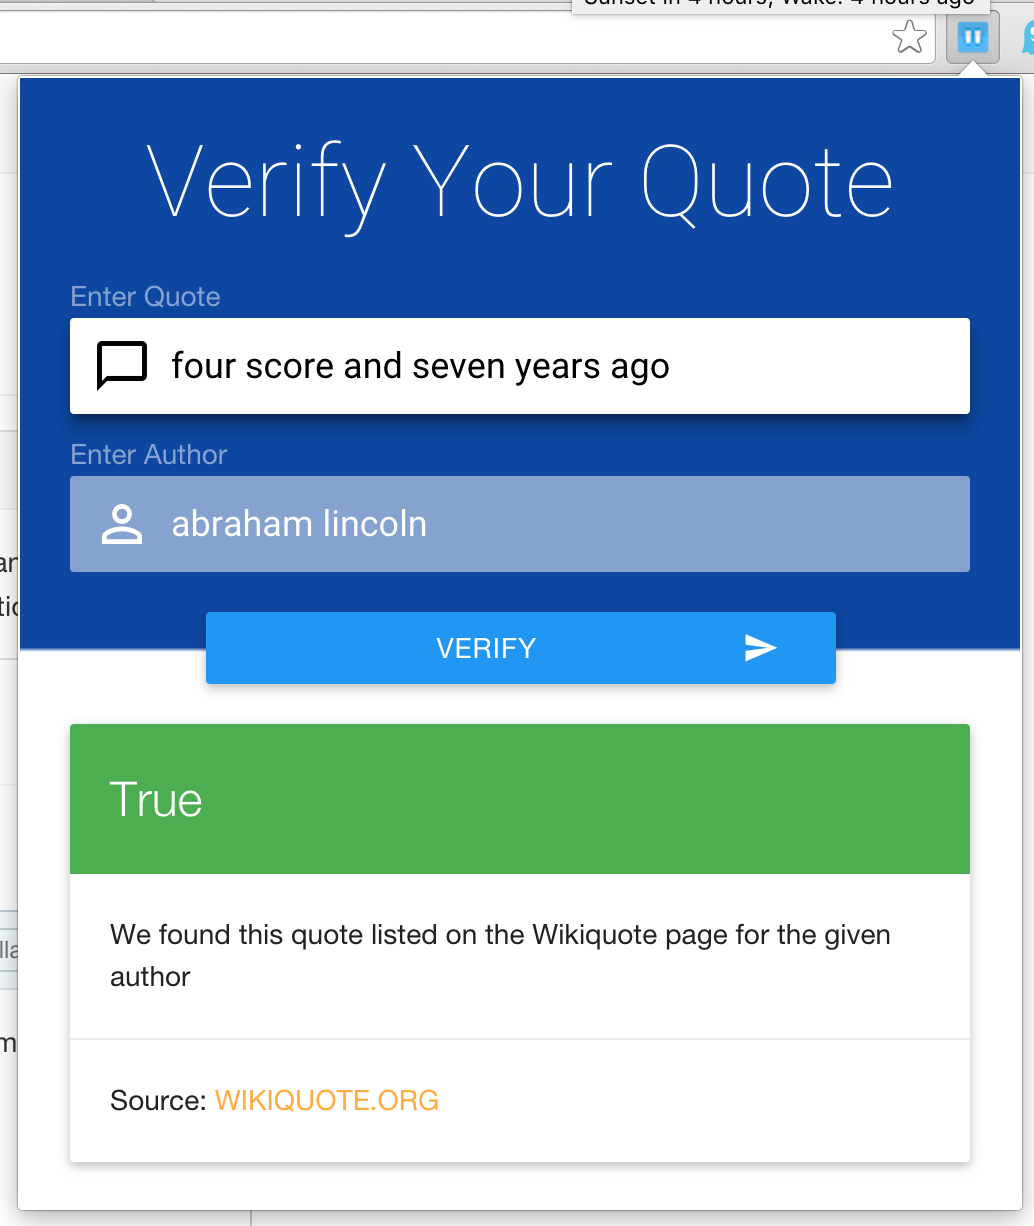 Sunset in 4 hours, Wake: 4 hours ago
Verify Your Quote
Enter Quote
four score and seven years ago
Enter Author
abraham lincoln
VERIFY
True
We found this quote listed on the Wikiquote page for the given
author
Source: WIKIQUOTE.ORG